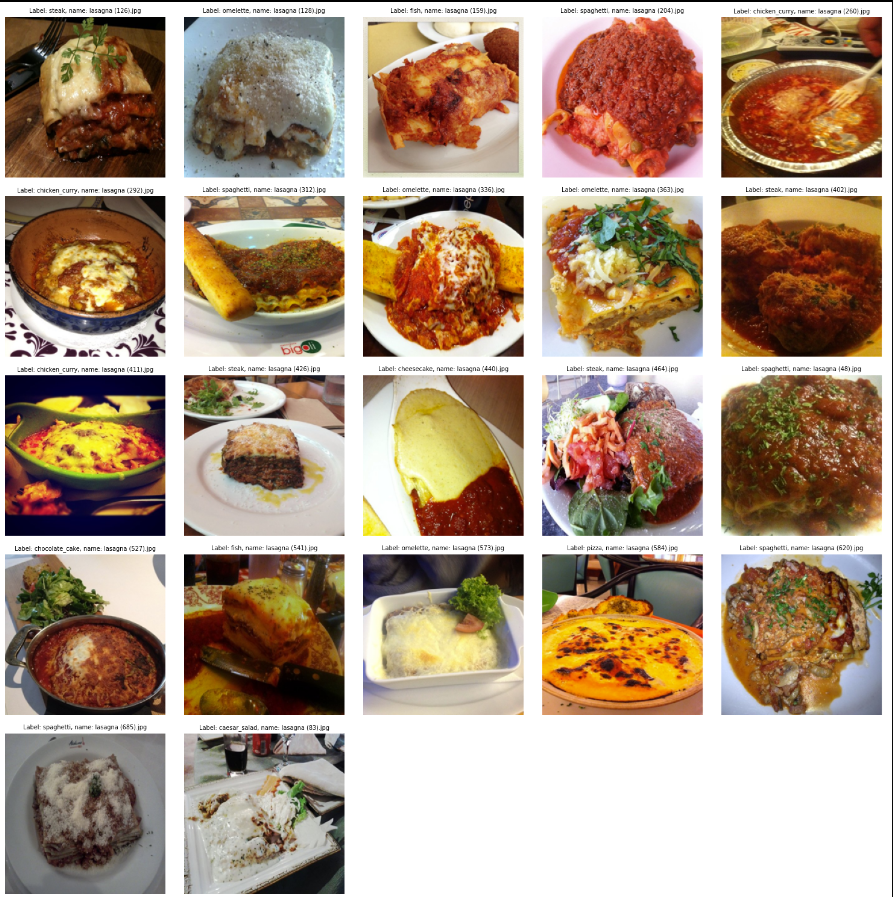 Label: steak, name: lasagna (126).jpg
Label: omelette, name: lasagna (128).jpg
Label: fish, name: lasagna (159).jpg
Label: spaghetti, name: lasagna (204).jpg
Label: chicken_curry, name: lasagna (260).jpg
Label: chicken_curry, name: lasagna (292).jpg
Label: spaghetti, name: lasagna (312).jpg
Label: omelette, name: lasagna (336).jpg
Label: omelette, name: lasagna (363).jpg
Label: steak, name: lasagna (402).jpg
bigoli
Label: chicken_curry, name: lasagna (411).jpg
Label: steak, name: lasagna (426).jpg
Label: cheesecake, name: lasagna (440).jpg
Label: steak, name: lasagna (464).jpg
Label: spaghetti, name: lasagna (48).jpg
Label: chocolate_cake, name: lasagna (527).jpg
Label: fish, name: lasagna (541).jpg
Label: omelette, name: lasagna (573).jpg
Label: pizza, name: lasagna (584).jpg
Label: spaghetti, name: lasagna (620).jpg
Label: spaghetti, name: lasagna (685).jpg
Label: caesar_salad, name: lasagna (83).jpg